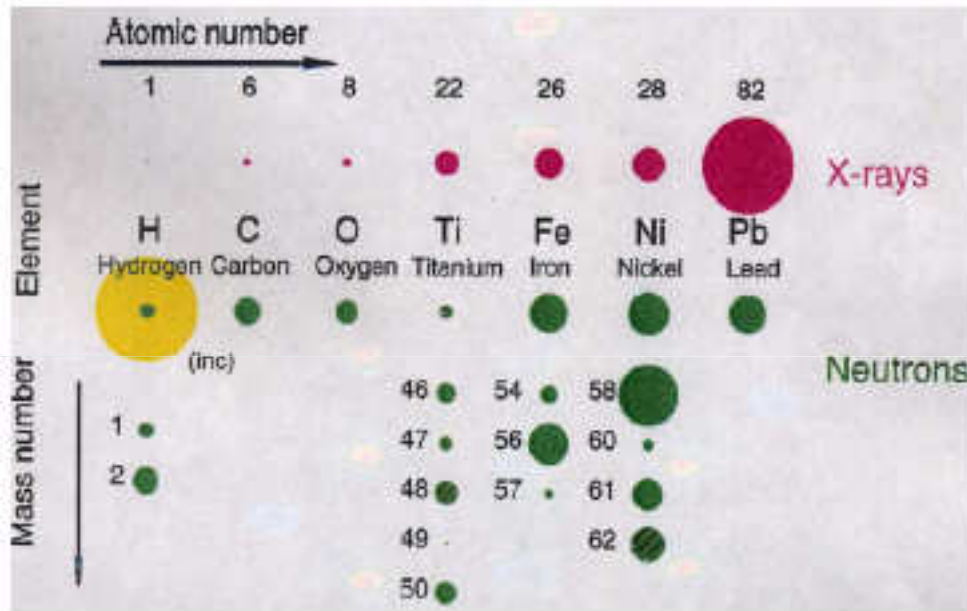 Atomic number
1 6 8 22 26 28 82
X-rays
Element
H C O Ti Fe Ni Pb
Hydrogen Carbon Oxygen Titanium Iron Nickel Lead
(inc)
Neutrons
Mass number
46 54 58
1
47 56 60
2
48 57 61
49 62
50